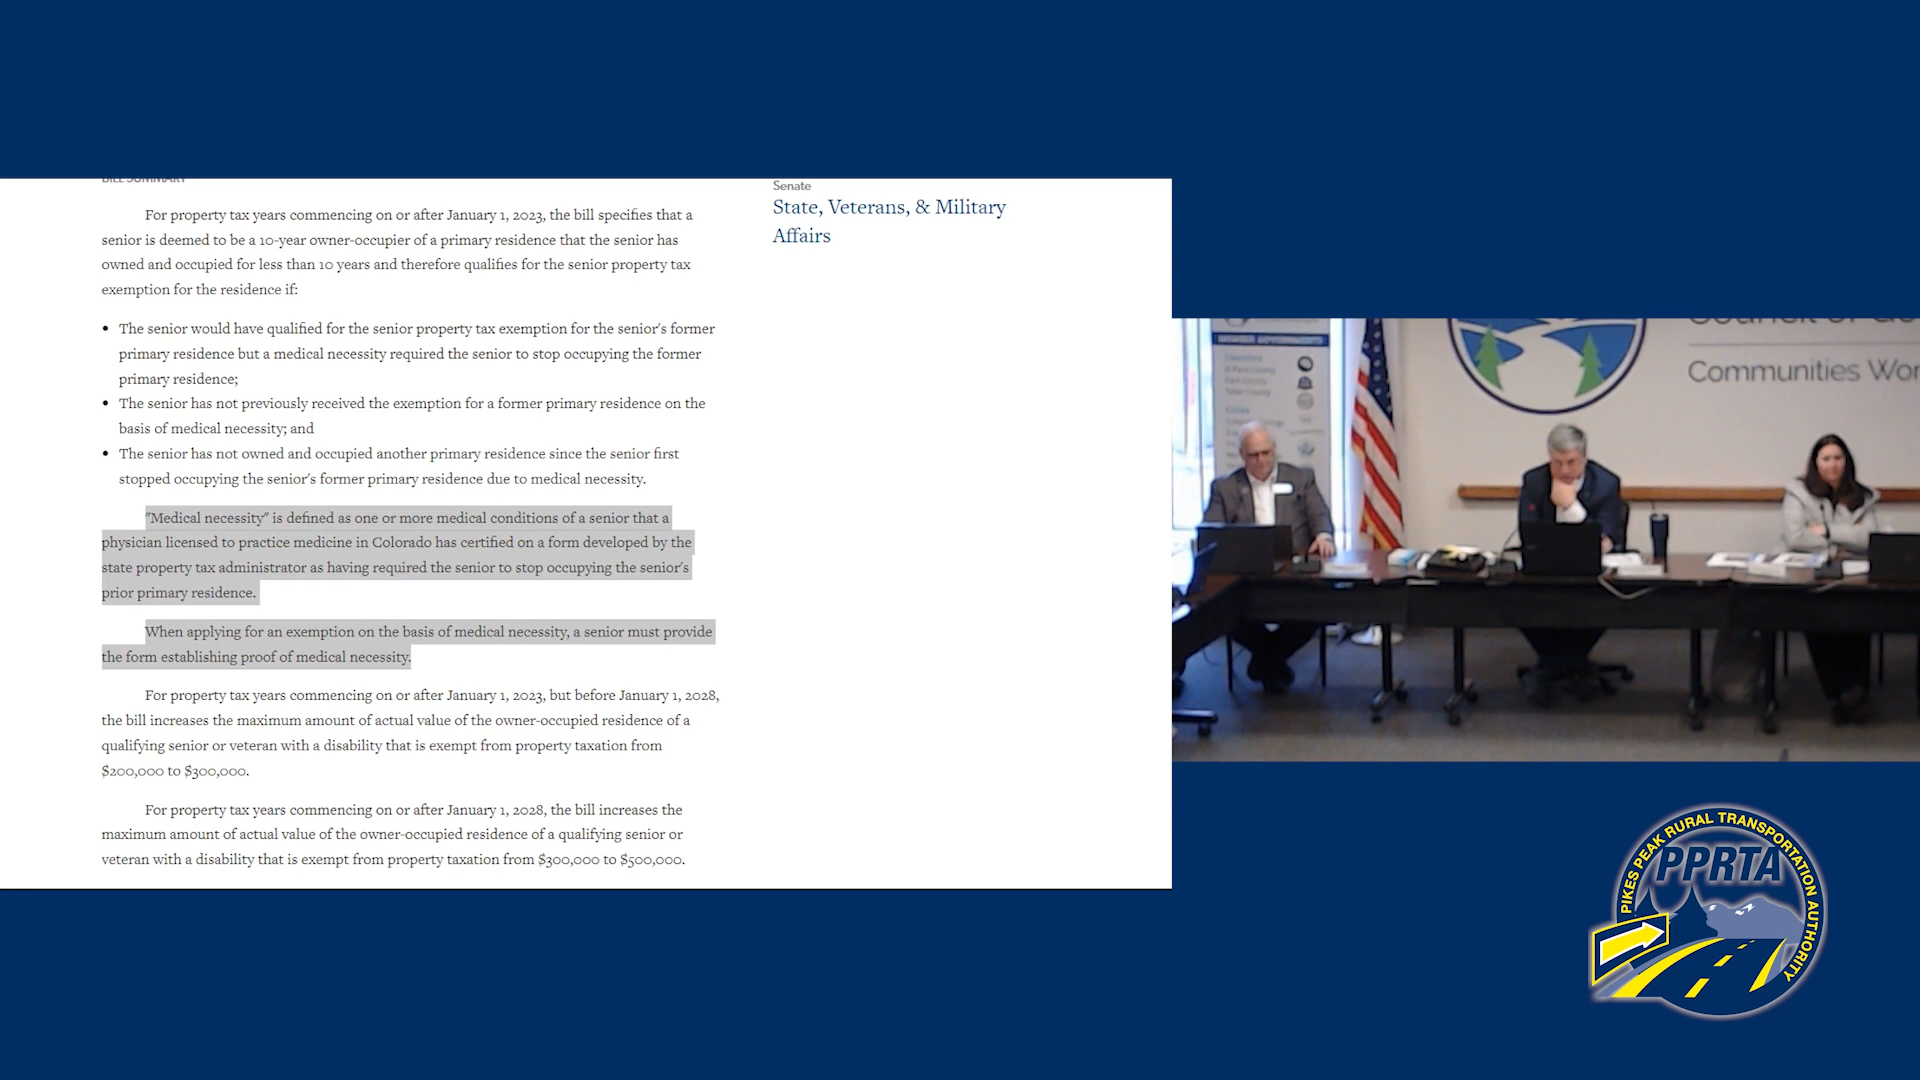 BILL SUMMARY
For property tax years commencing on or after January 1, 2023, the bill specifies that a
senior is deemed to be a 10-year owner-occupier of a primary residence that the senior has
owned and occupied for less than 10 years and therefore qualifies for the senior property tax
exemption for the residence if:
• The senior would have qualified for the senior property tax exemption for the senior's former
primary residence but a medical necessity required the senior to stop occupying the former
primary residence;
• The senior has not previously received the exemption for a former primary residence on the
basis of medical necessity; and
• The senior has not owned and occupied another primary residence since the senior first
stopped occupying the senior's former primary residence due to medical necessity.
"Medical necessity" is defined as one or more medical conditions of a senior that a
physician licensed to practice medicine in Colorado has certified on a form developed by the
state property tax administrator as having required the senior to stop occupying the senior's
prior primary residence.
When applying for an exemption on the basis of medical necessity, a senior must provide
the form establishing proof of medical necessity.
For property tax years commencing on or after January 1, 2023, but before January 1, 2028,
the bill increases the maximum amount of actual value of the owner-occupied residence of a
qualifying senior or veteran with a disability that is exempt from property taxation from
$200,000 to $300,000.
For property tax years commencing on or after January 1, 2028, the bill increases the
maximum amount of actual value of the owner-occupied residence of a qualifying senior or
veteran with a disability that is exempt from property taxation from $300,000 to $500,000.
Senate
State, Veterans, & Military
Affairs
Council of Go
Communities Wor
PIKES PEAK RURAL TRANSPORTATION AUTHORITY
PPRTA